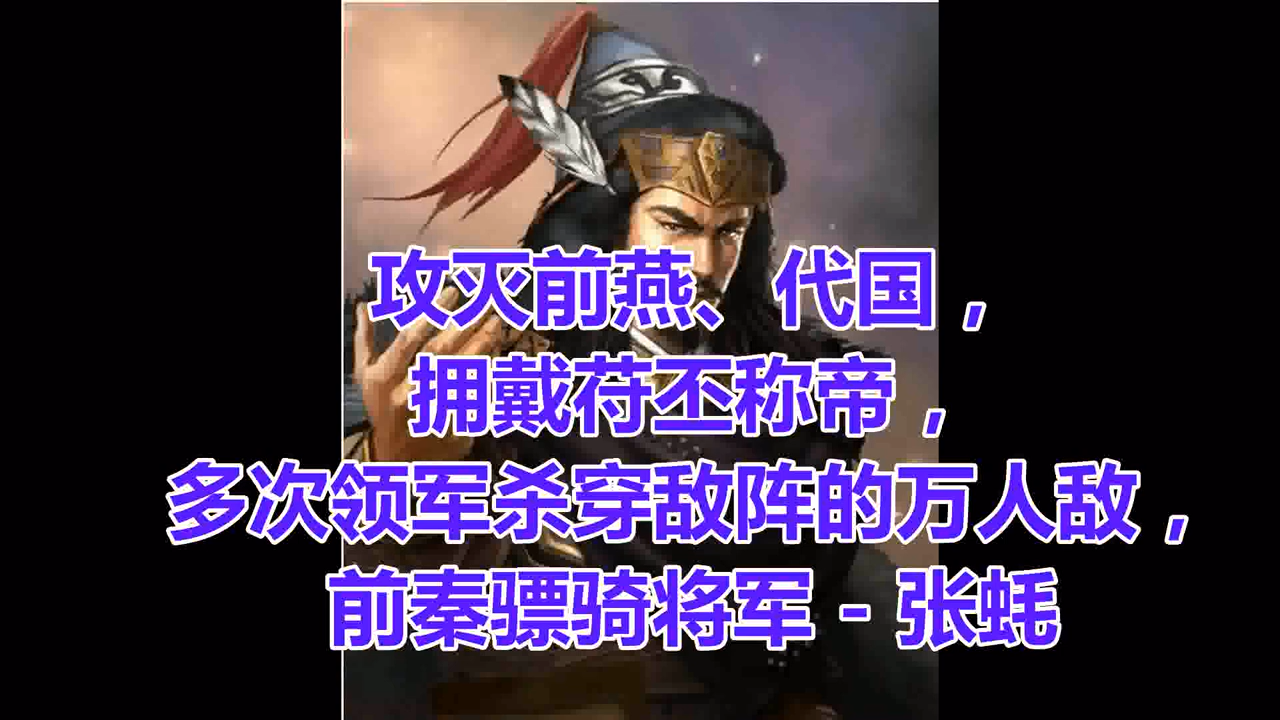 攻灭前燕、代国，
拥戴苻丕称帝，
多次领军杀穿敌阵的万人敌，
前秦骠骑将军－张蚝